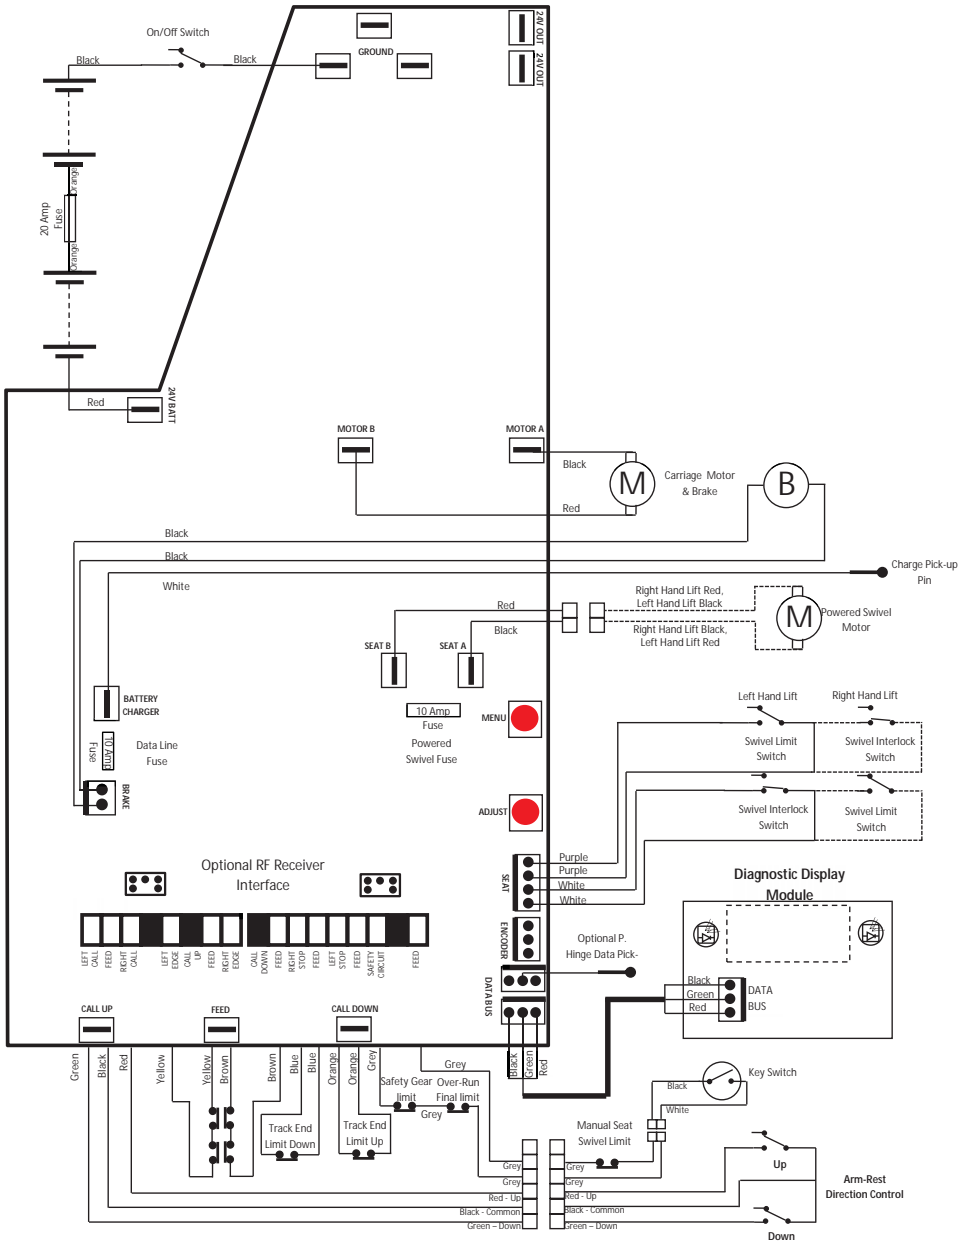 On/Off Switch
Black
Black
GROUND
24V OUT
24V OUT
Orange
20 Amp
Fuse
Orange
Red
24V BATT
MOTOR B
MOTOR A
Black
Red
Carriage Motor
& Brake
M
B
Black
Black
White
Charge Pick-up
Pin
Red
Black
Right Hand Lift Red,
Left Hand Lift Black
Right Hand Lift Black,
Left Hand Lift Red
M
Powered Swivel
Motor
SEAT B
SEAT A
BATTERY
CHARGER
10 Amp
Fuse
Data Line
Fuse
BRAKE
10 Amp
Fuse
Powered
Swivel Fuse
MENU
ADJUST
Left Hand Lift
Right Hand Lift
Swivel Limit
Switch
Swivel Interlock
Switch
Swivel Interlock
Switch
Swivel Limit
Switch
Purple
Purple
White
White
SEAT
ENCODER
DATA BUS
Optional RF Receiver
Interface
LEFT
CALL
FEED
RIGHT
CALL
LEFT
EDGE
CALL
UP
FEED
RIGHT
EDGE
CALL
DOWN
FEED
RIGHT
STOP
FEED
LEFT
STOP
FEED
SAFETY
CIRCUIT
FEED
Optional P.
Hinge Data Pick-
Diagnostic Display
Module
Black
Green
Red
DATA
BUS
CALL UP
FEED
CALL DOWN
Green
Black
Red
Yellow
Yellow
Brown
Brown
Blue
Blue
Orange
Orange
Grey
Black
Green
Red
Grey
Safety Gear
limit
Over-Run
Final limit
Grey
Track End
Limit Down
Track End
Limit Up
Key Switch
Black
White
Manual Seat
Swivel Limit
Grey
Grey
Red - Up
Black - Common
Green – Down
Grey
Grey
Red - Up
Black - Common
Green – Down
Up
Arm-Rest
Direction Control
Down